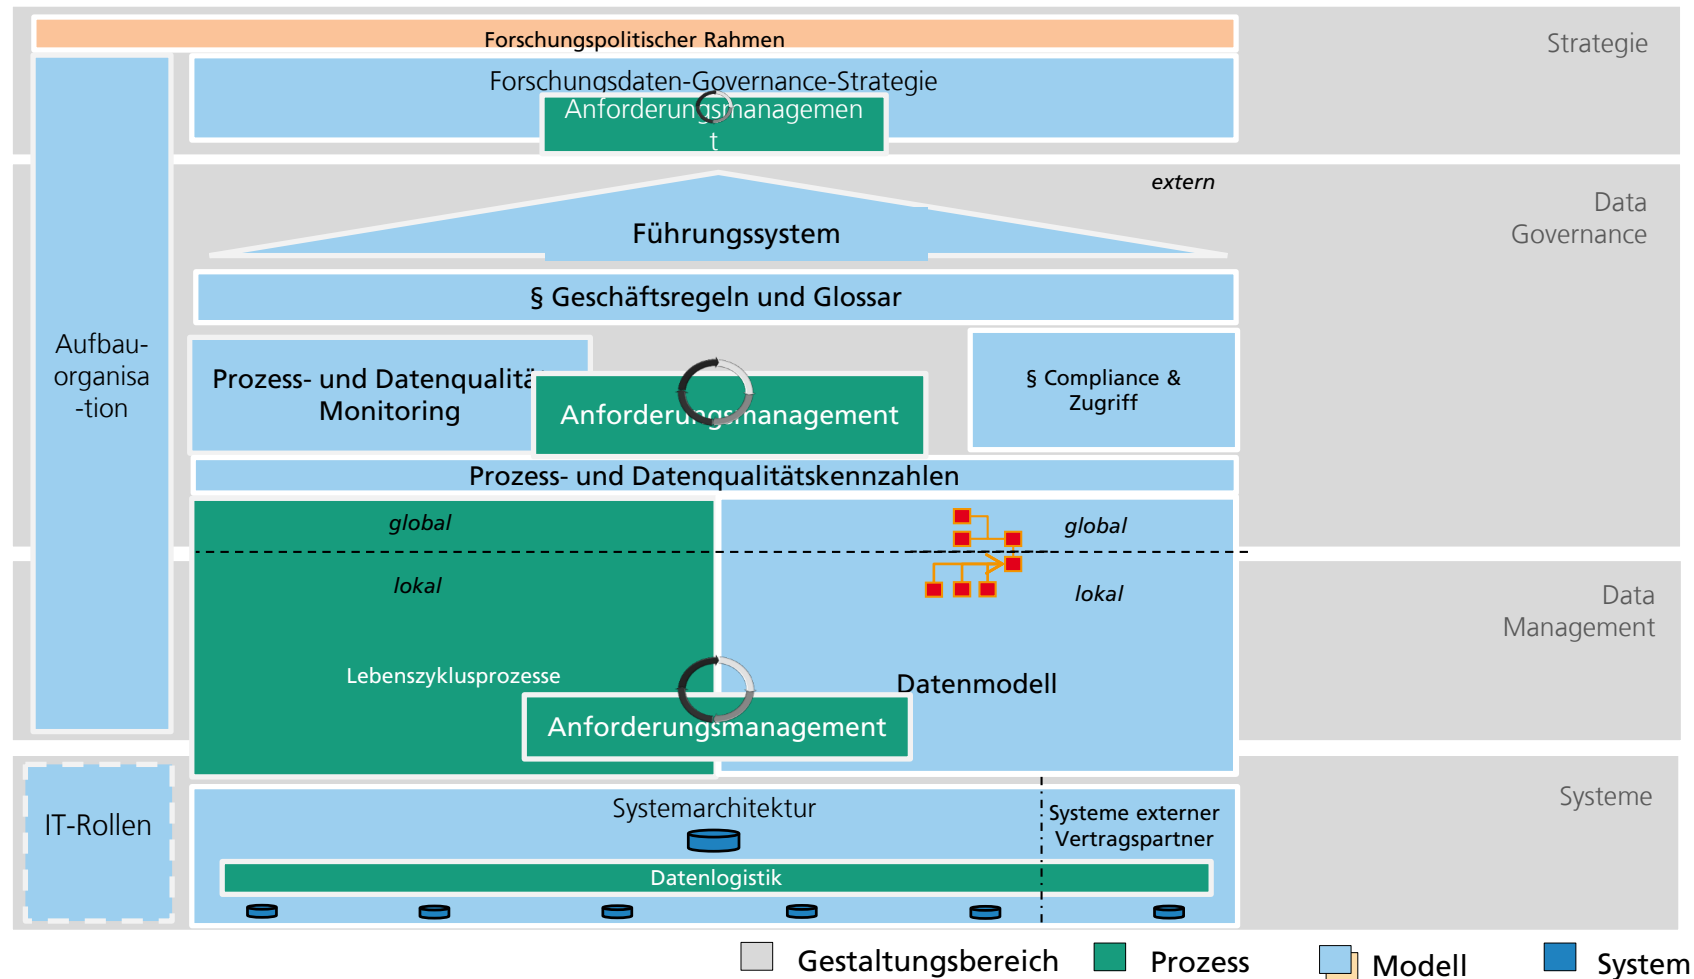 Forschungspolitischer Rahmen
Strategie
Forschungsdaten-Governance-Strategie
Anforderungsmanagemen
t
extern
Data
Governance
Führungssystem
§ Geschäftsregeln und Glossar
Aufbau-
organisa
-tion
Prozess- und Datenqualität
Monitoring
Anforderungsmanagement
§ Compliance &
Zugriff
Prozess- und Datenqualitätskennzahlen
global
global
lokal
lokal
Data
Management
Lebenszyklusprozesse
Datenmodell
Anforderungsmanagement
IT-Rollen
Systemarchitektur
Systeme externer
Vertragspartner
Systeme
Datenlogistik
Gestaltungsbereich
Prozess
Modell
System